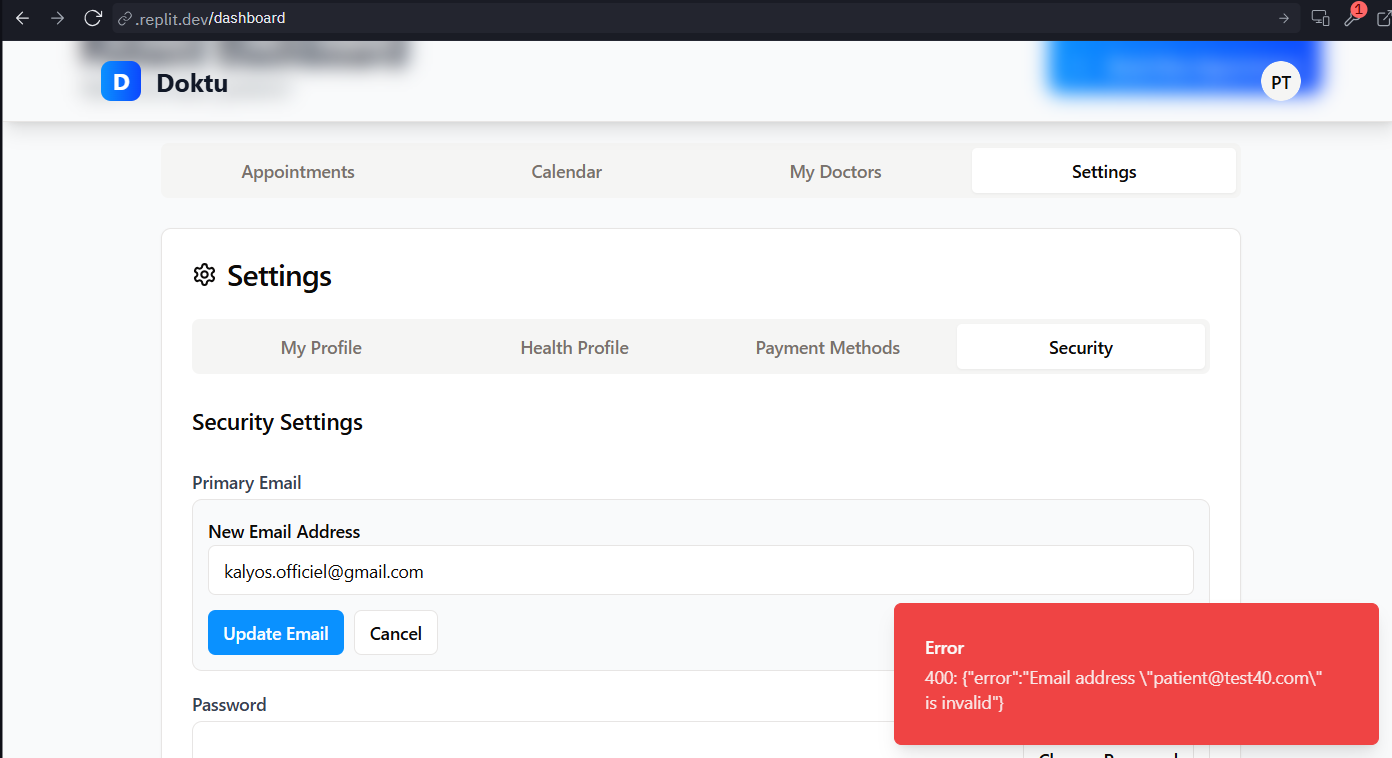 .replit.dev/dashboard
1
D
Doktu
PT
Appointments
Calendar
My Doctors
Settings
Settings
My Profile
Health Profile
Payment Methods
Security
Security Settings
Primary Email
New Email Address
kalyos.officiel@gmail.com
Update Email
Cancel
Error
400: {"error":"Email address \"patient@test40.com\"
is invalid"}
Password